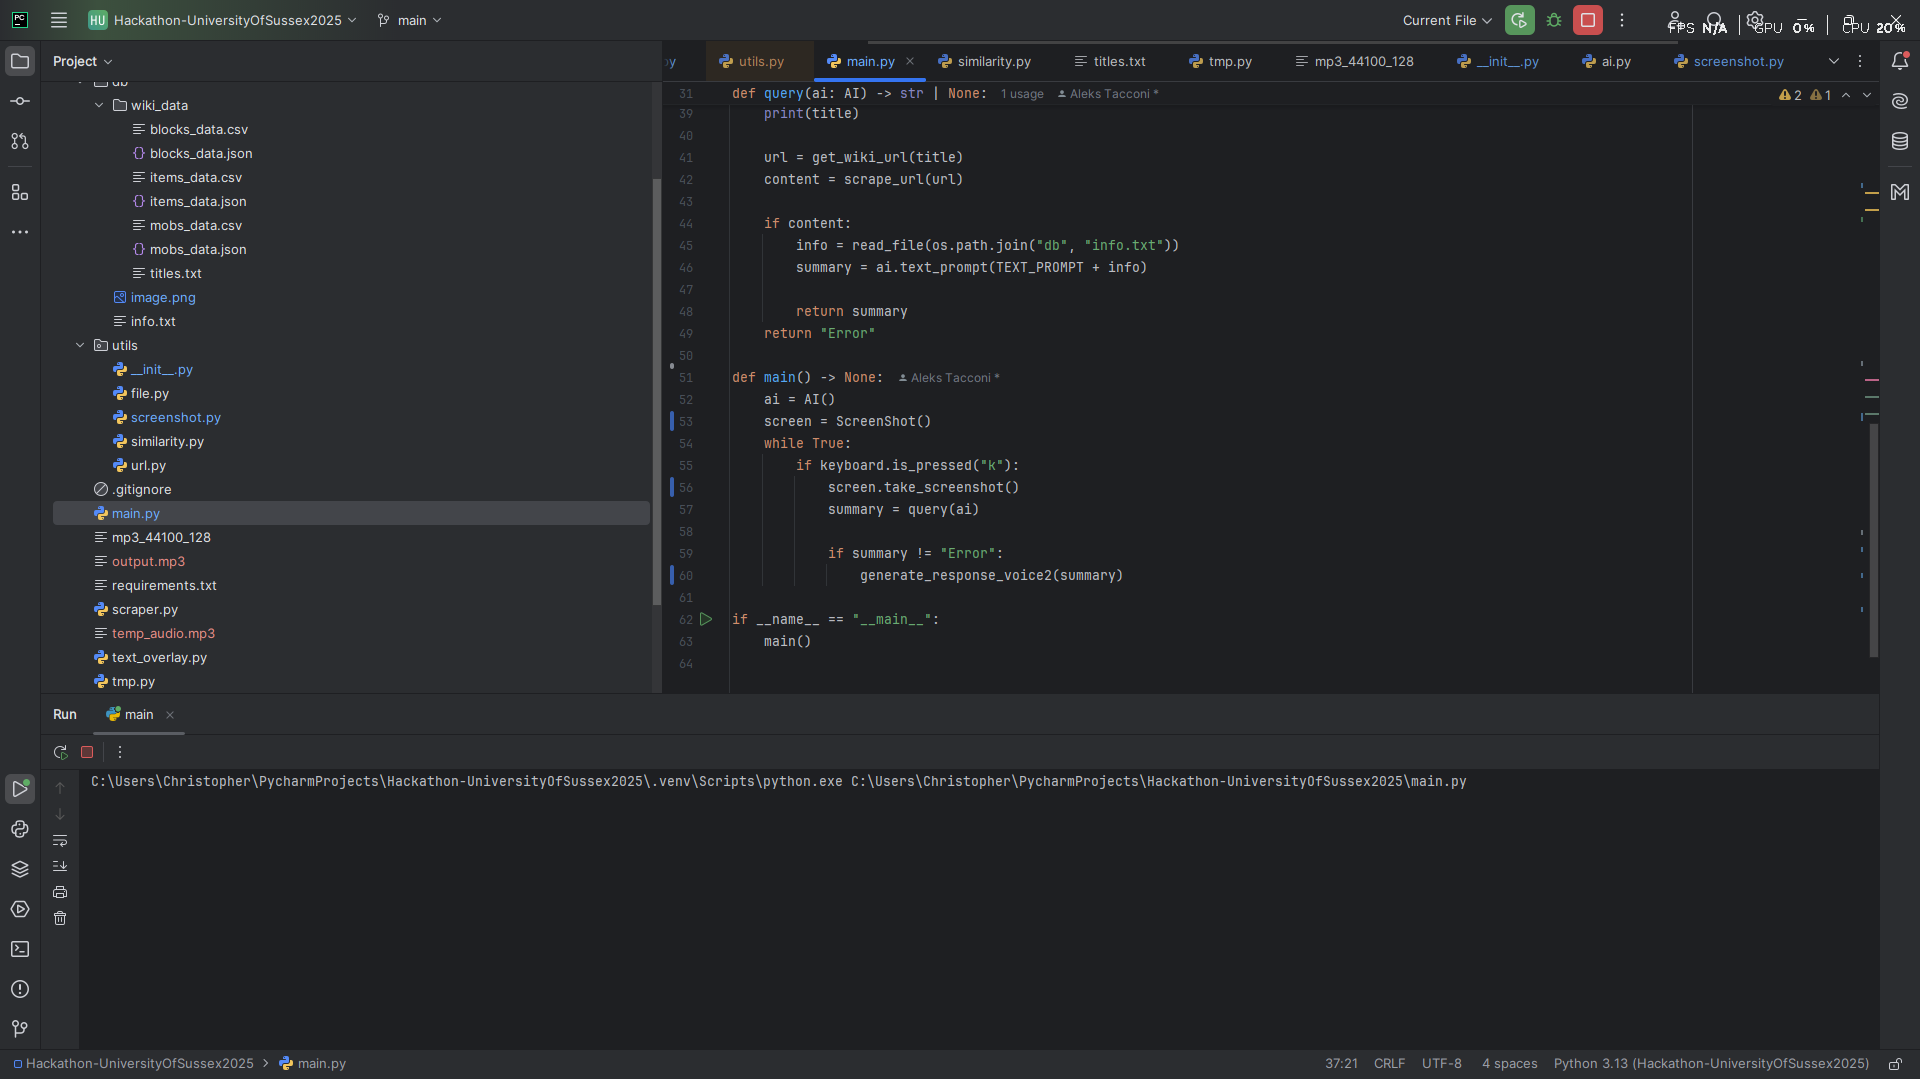 PC
HU Hackathon-UniversityOfSussex2025 main
Current File
FPS N/A GPU 0% CPU 20%
Project
db
wiki_data
blocks_data.csv
blocks_data.json
items_data.csv
items_data.json
mobs_data.csv
mobs_data.json
titles.txt
image.png
info.txt
utils
__init__.py
file.py
screenshot.py
similarity.py
url.py
.gitignore
main.py
mp3_44100_128
output.mp3
requirements.txt
scraper.py
temp_audio.mp3
text_overlay.py
tmp.py
py utils.py main.py similarity.py titles.txt tmp.py mp3_44100_128 __init__.py ai.py screenshot.py
31 def query(ai: AI) -> str | None: 1 usage Aleks Tacconi *
2 1
39 print(title)
40
41 url = get_wiki_url(title)
42 content = scrape_url(url)
43
44 if content:
45 info = read_file(os.path.join("db", "info.txt"))
46 summary = ai.text_prompt(TEXT_PROMPT + info)
47
48 return summary
49 return "Error"
50
51 def main() -> None: Aleks Tacconi *
52 ai = AI()
53 screen = ScreenShot()
54 while True:
55 if keyboard.is_pressed("k"):
56 screen.take_screenshot()
57 summary = query(ai)
58
59 if summary != "Error":
60 generate_response_voice2(summary)
61
62 if __name__ == "__main__":
63 main()
64
Run main
C:\Users\Christopher\PycharmProjects\Hackathon-UniversityOfSussex2025\.venv\Scripts\python.exe C:\Users\Christopher\PycharmProjects\Hackathon-UniversityOfSussex2025\main.py
Hackathon-UniversityOfSussex2025 > main.py
37:21 CRLF UTF-8 4 spaces Python 3.13 (Hackathon-UniversityOfSussex2025)